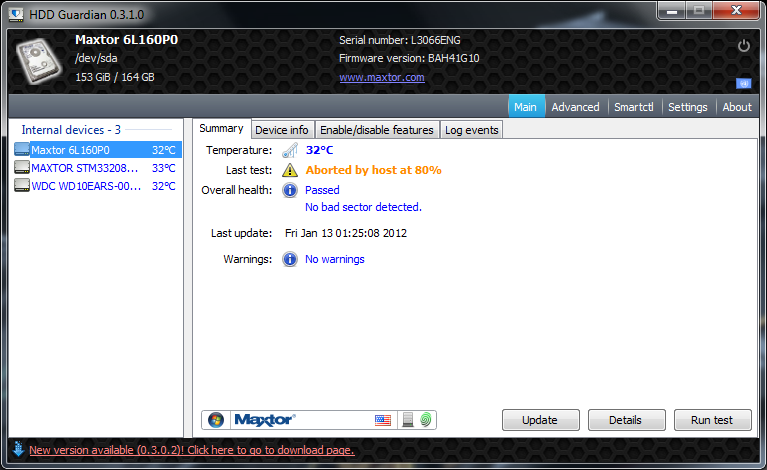 HDD Guardian 0.3.1.0
Maxtor 6L160P0
/dev/sda
153 GiB / 164 GB
Serial number: L3066ENG
Firmware version: BAH41G10
www.maxtor.com
Main Advanced Smartctl Settings About
Internal devices - 3
Maxtor 6L160P0 32°C
MAXTOR STM33208... 33°C
WDC WD10EARS-00... 32°C
Summary Device info Enable/disable features Log events
Temperature: 32°C
Last test: Aborted by host at 80%
Overall health: Passed
No bad sector detected.
Last update: Fri Jan 13 01:25:08 2012
Warnings: No warnings
Maxtor Update Details Run test
New version available (0.3.0.2)! Click here to go to download page.